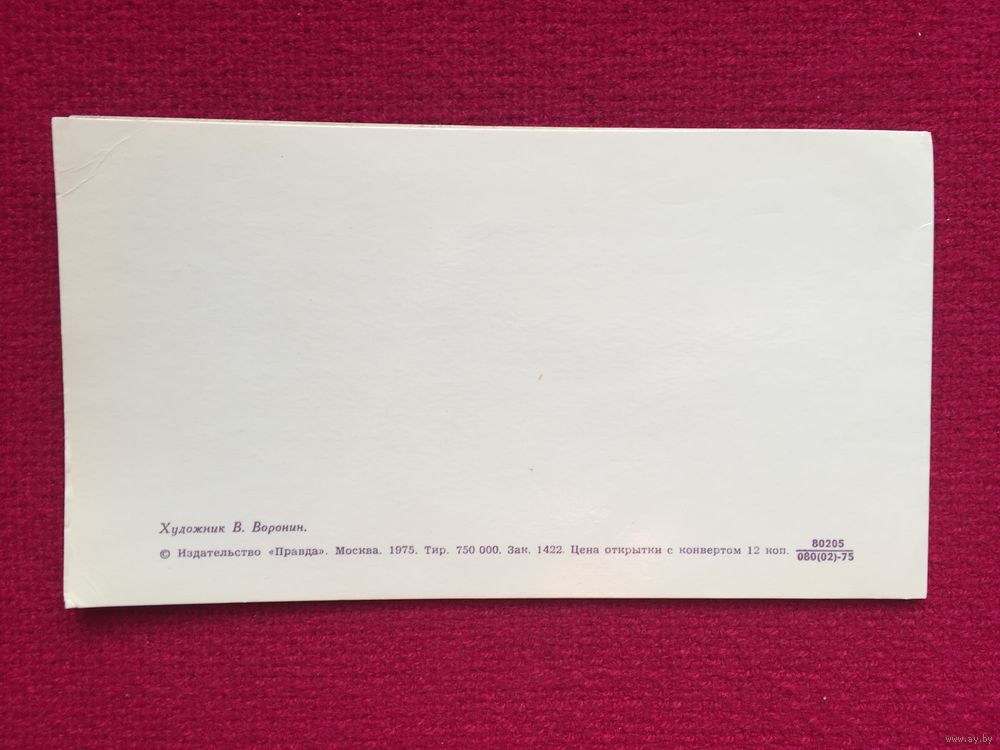 Художник В. Воронин.
© Издательство «Правда». Москва. 1975. Тир. 750 000. Зак. 1422. Цена открытки с конвертом 12 коп. 80205
080(02)-75
www.ay.by